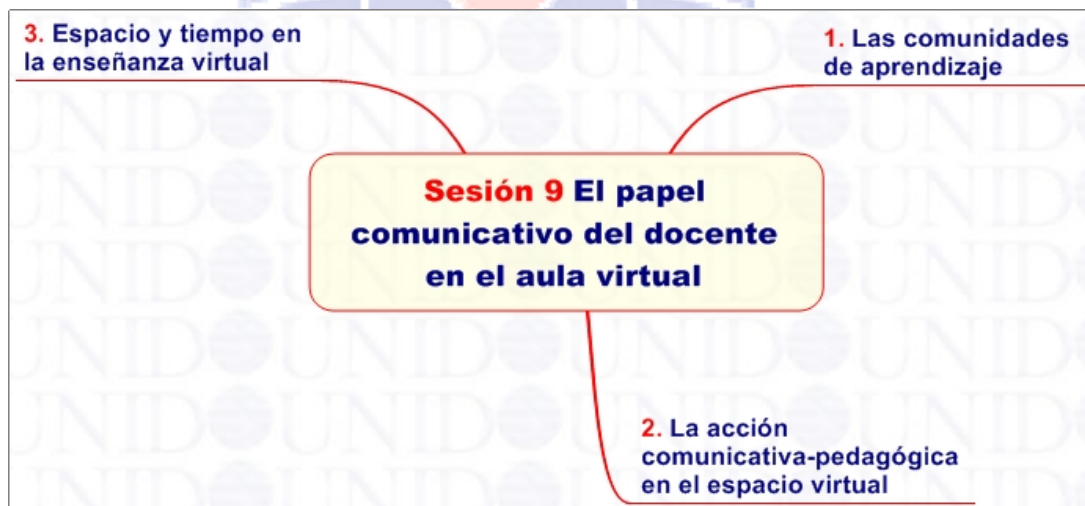 3. Espacio y tiempo en
la enseñanza virtual
1. Las comunidades
de aprendizaje
Sesión 9 El papel
comunicativo del docente
en el aula virtual
2. La acción
comunicativa-pedagógica
en el espacio virtual
UNID